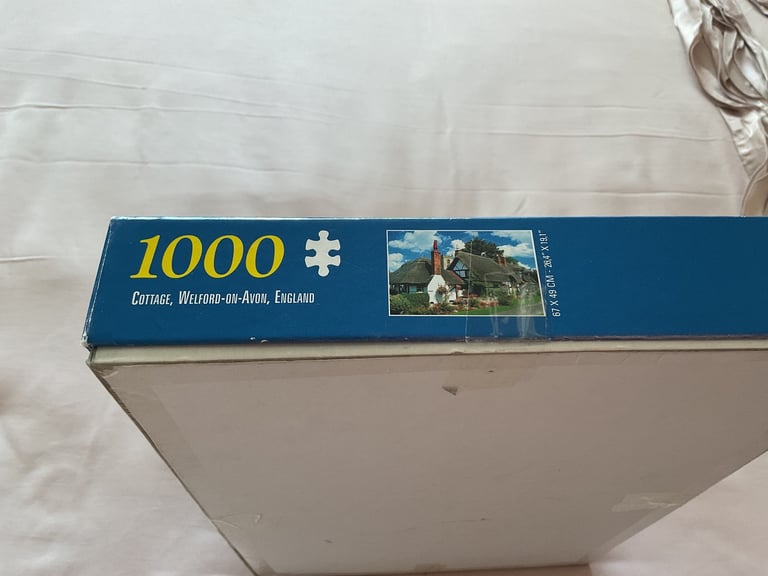 1000
COTTAGE, WELFORD-ON-AVON, ENGLAND
67 X 49 CM - 26,4" X 19,1"